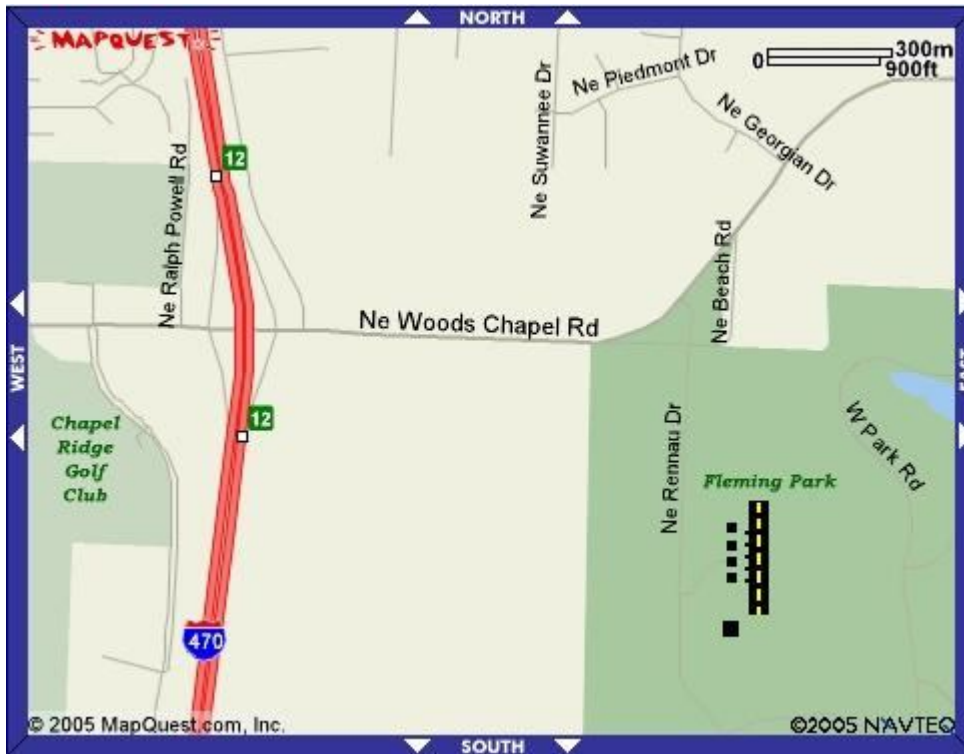 NORTH
MAPQUEST
300m
0
900ft
Ne Piedmont Dr
Ne Suwannee Dr
Ne Georgian Dr
12
Ne Ralph Powell Rd
Ne Beach Rd
Ne Woods Chapel Rd
WEST
EAST
12
Chapel
Ridge
Golf
Club
W Park Rd
Ne Rennau Dr
Fleming Park
470
© 2005 MapQuest.com, Inc.
©2005 NAVTEQ
SOUTH